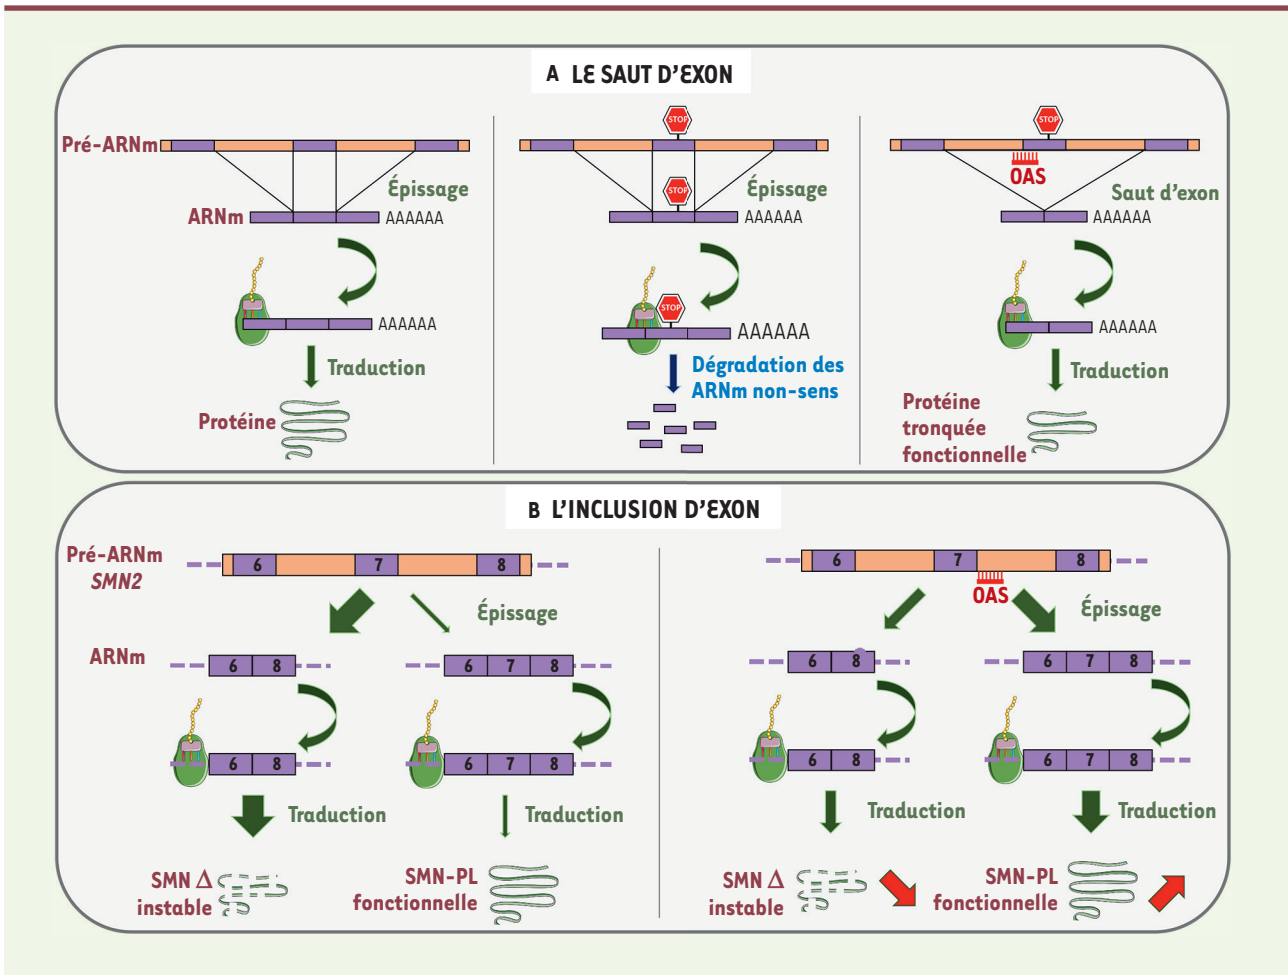 A LE SAUT D'EXON
Pré-ARNm
Épissage
ARNm
AAAAAA
AAAAAA
Traduction
Protéine
STOP
STOP
Épissage
AAAAAA
STOP
AAAAAA
Dégradation des
ARNm non-sens
STOP
OAS
Saut d'exon
AAAAAA
AAAAAA
Traduction
Protéine
tronquée
fonctionnelle
B L'INCLUSION D'EXON
Pré-ARNm
SMN2
6 7 8
Épissage
ARNm
6 8
6 7 8
6 8
6 7 8
Traduction
Traduction
SMN Δ
instable
SMN-PL
fonctionnelle
6 7 8
OAS
Épissage
6 8
6 7 8
6 8
6 7 8
Traduction
Traduction
SMN Δ
instable
SMN-PL
fonctionnelle